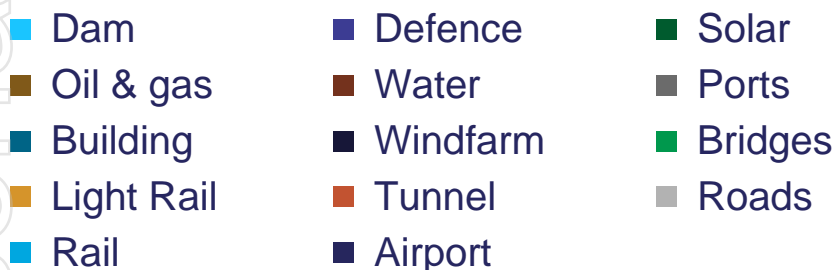 Dam
Oil & gas
Building
Light Rail
Rail
Defence
Water
Windfarm
Tunnel
Airport
Solar
Ports
Bridges
Roads